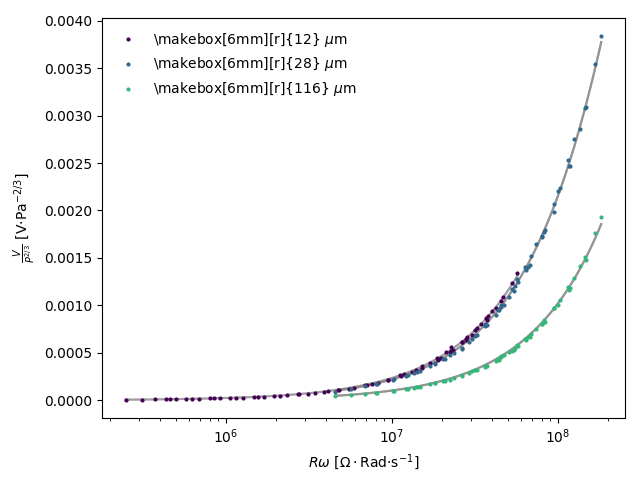 \makebox[6mm][r]{12} μm
\makebox[6mm][r]{28} μm
\makebox[6mm][r]{116} μm
0.0040
0.0035
0.0030
0.0025
0.0020
0.0015
0.0010
0.0005
0.0000
V/P^{2/3} [V·Pa^{-2/3}]
10^6
10^7
10^8
Rω [Ω · Rad·s^{-1}]